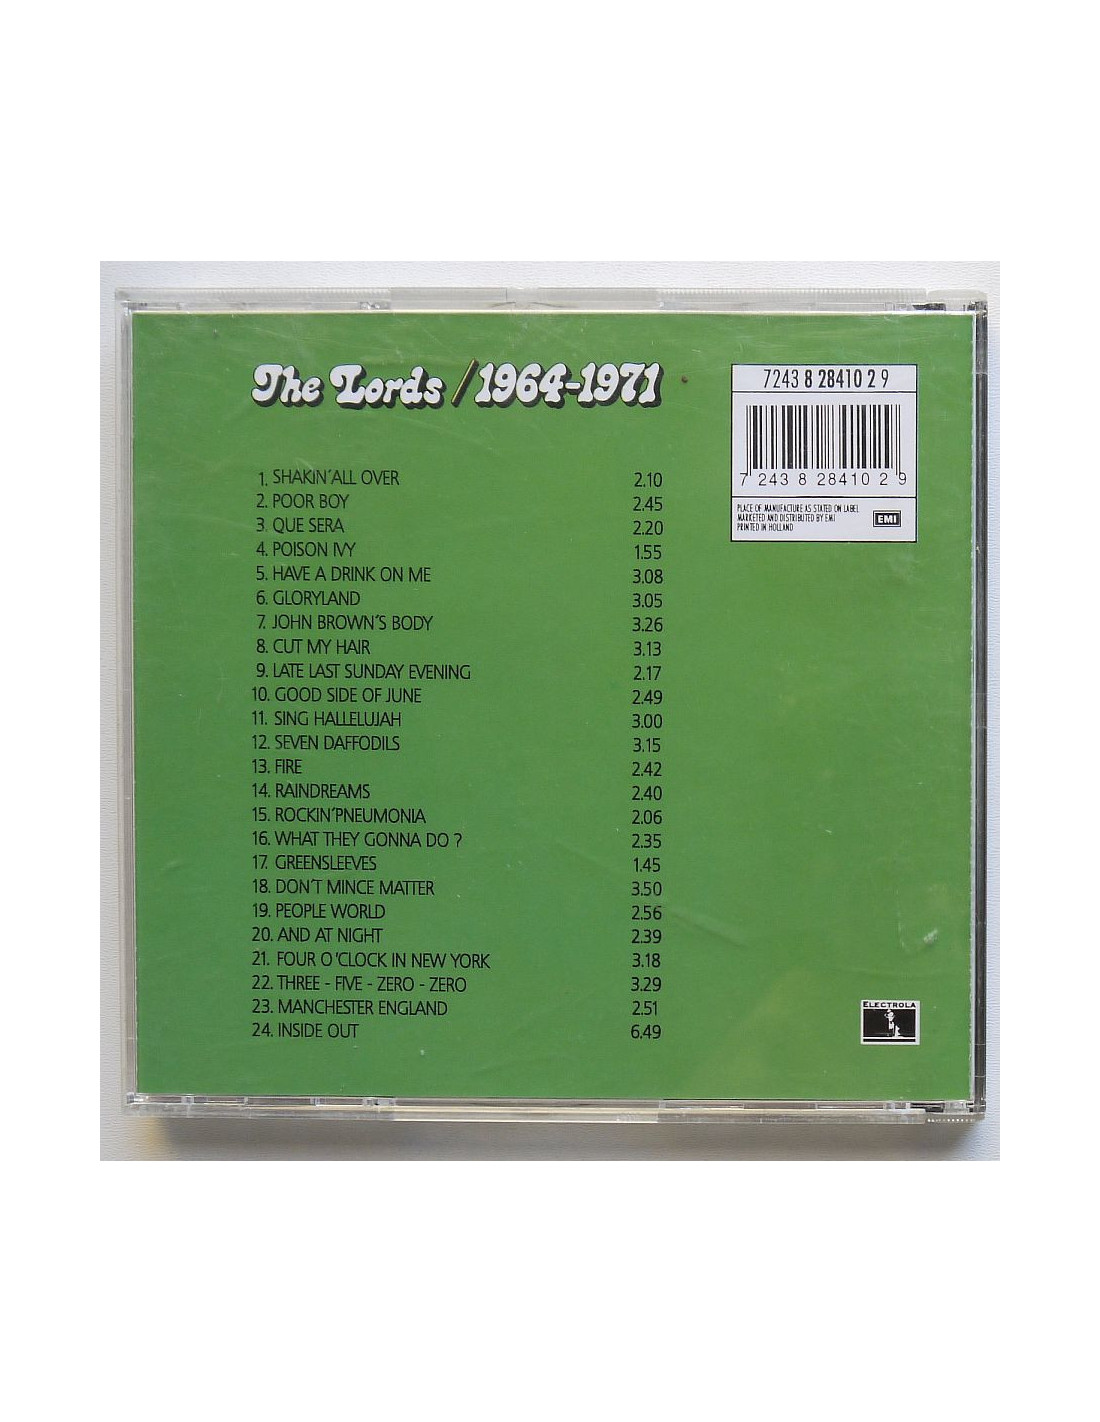 The Lords / 1964-1971
7243 8 28410 2 9
7 243 8 28410 2 9
PLACE OF MANUFACTURE AS STATED ON LABEL
MARKETED AND DISTRIBUTED BY EMI
PRINTED IN HOLLAND
EMI
1. SHAKIN´ALL OVER 2.10
2. POOR BOY 2.45
3. QUE SERA 2.20
4. POISON IVY 1.55
5. HAVE A DRINK ON ME 3.08
6. GLORYLAND 3.05
7. JOHN BROWN´S BODY 3.26
8. CUT MY HAIR 3.13
9. LATE LAST SUNDAY EVENING 2.17
10. GOOD SIDE OF JUNE 2.49
11. SING HALLELUJAH 3.00
12. SEVEN DAFFODILS 3.15
13. FIRE 2.42
14. RAINDREAMS 2.40
15. ROCKIN´PNEUMONIA 2.06
16. WHAT THEY GONNA DO ? 2.35
17. GREENSLEEVES 1.45
18. DON´T MINCE MATTER 3.50
19. PEOPLE WORLD 2.56
20. AND AT NIGHT 2.39
21. FOUR O´CLOCK IN NEW YORK 3.18
22. THREE - FIVE - ZERO - ZERO 3.29
23. MANCHESTER ENGLAND 2.51
24. INSIDE OUT 6.49
ELECTROLA